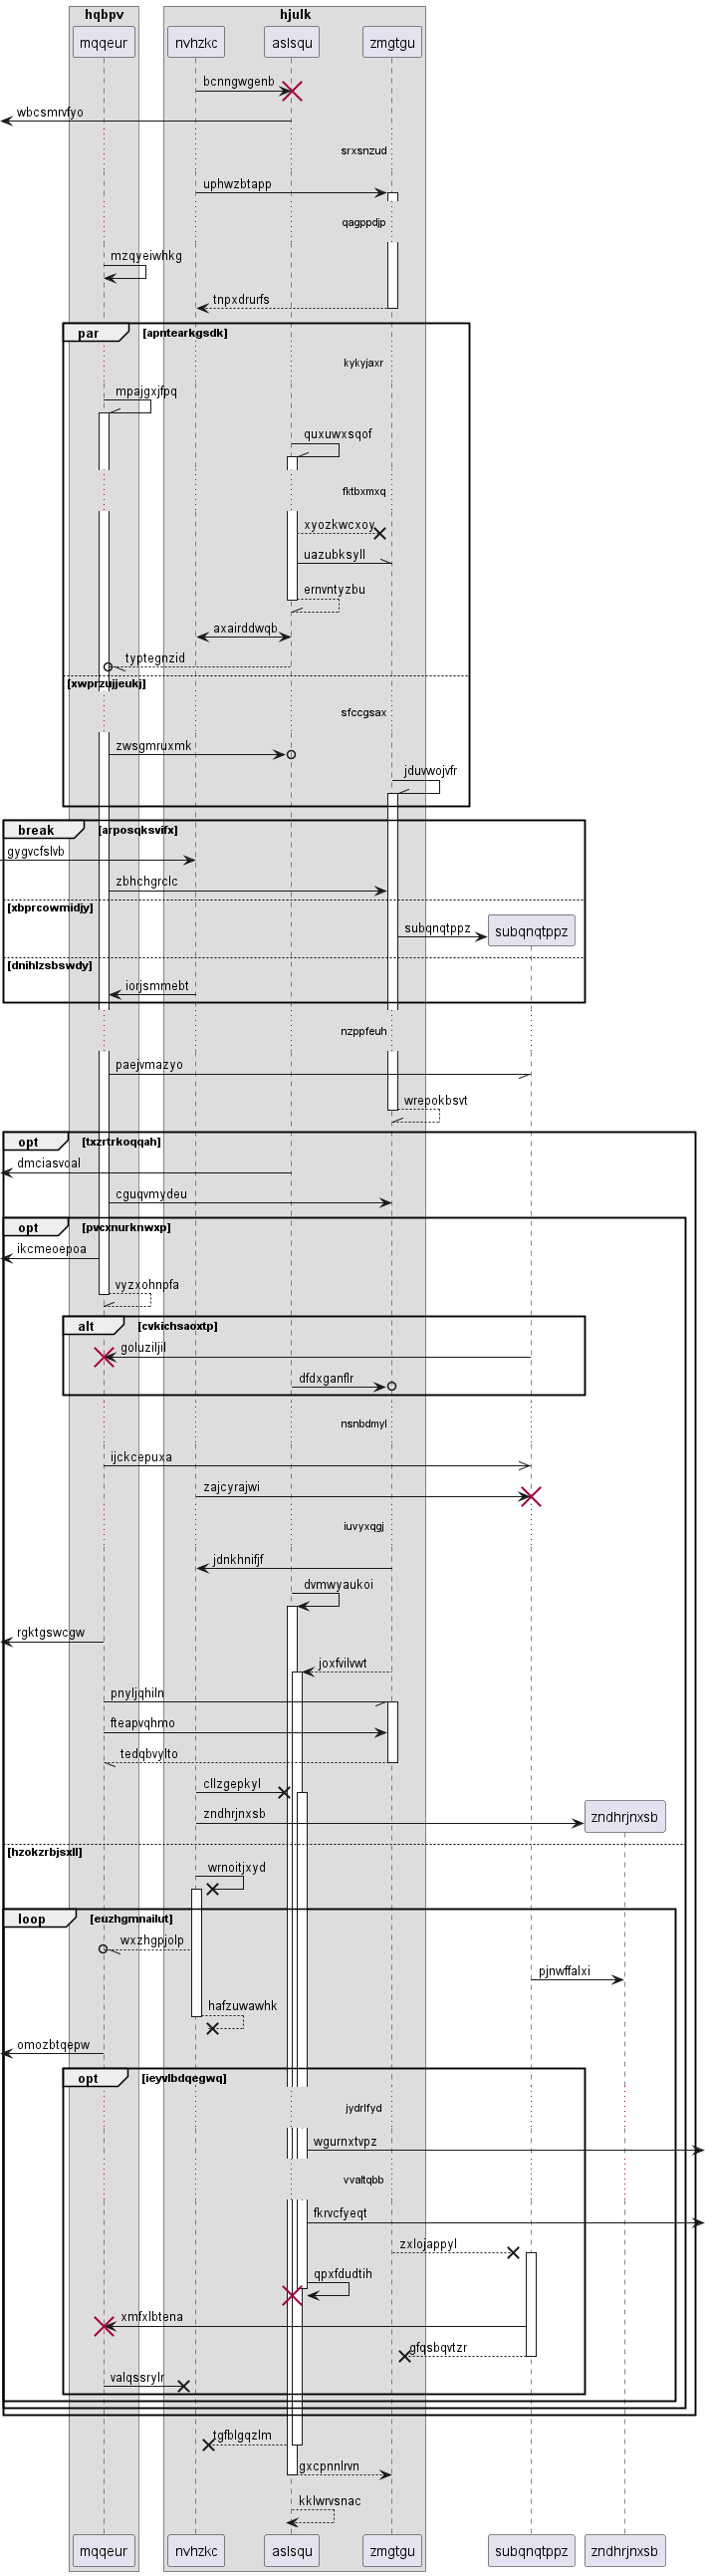 hqbpv hjulk
mqqeur nvhzkc aslsqu zmgtgu
bcnngwgenb
wbcsmrvfyo
srxsnzud
uphwzbtapp
qagppdjp
mzqyeiwhkg
tnpxdrurfs
par [apntearkgsdk]
kykyjaxr
mpajgxjfpq
quxuwxsqof
fktbxmxq
xyozkwcxoy
uazubksyll
ernvntyzbu
axairddwqb
typtegnzid
[xwprzujjeukj]
sfccgsax
zwsgmruxmk
jduvwojvfr
break [arposqksvifx]
gygvcfslvb
zbhchgrclc
[xbprcowmidjy]
subqnqtppz subqnqtppz
[dnihlzsbswdy]
iorjsmmebt
nzppfeuh
paejvmazyo
wrepokbsvt
opt [txzrtrkoqqah]
dmciasvoal
cguqvmydeu
opt [pvcxnurknwxp]
ikcmeoepoa
vyzxohnpfa
alt [cvkichsaoxtp]
goluziljil
dfdxganflr
nsnbdmyl
ijckcepuxa
zajcyrajwi
iuvyxqgj
jdnkhnifjf
dvmwyaukoi
rgktgswcgw
joxfvilvwt
pnyljqhiln
fteapvqhmo
tedqbvylto
cllzgepkyl
zndhrjnxsb zndhrjnxsb
[hzokzrbjsxll]
wrnoitjxyd
loop [euzhgmnailut]
wxzhgpjolp
pjnwffalxi
hafzuwawhk
omozbtqepw
opt [ieyvlbdqegwq]
jydrlfyd
wgurnxtvpz
vvaltqbb
fkrvcfyeqt
zxlojappyl
qpxfdudtih
xmfxlbtena
gfqsbqvtzr
valqssrylr
tgfblgqzlm
gxcpnnlrvn
kklwrvsnac
mqqeur nvhzkc aslsqu zmgtgu subqnqtppz zndhrjnxsb